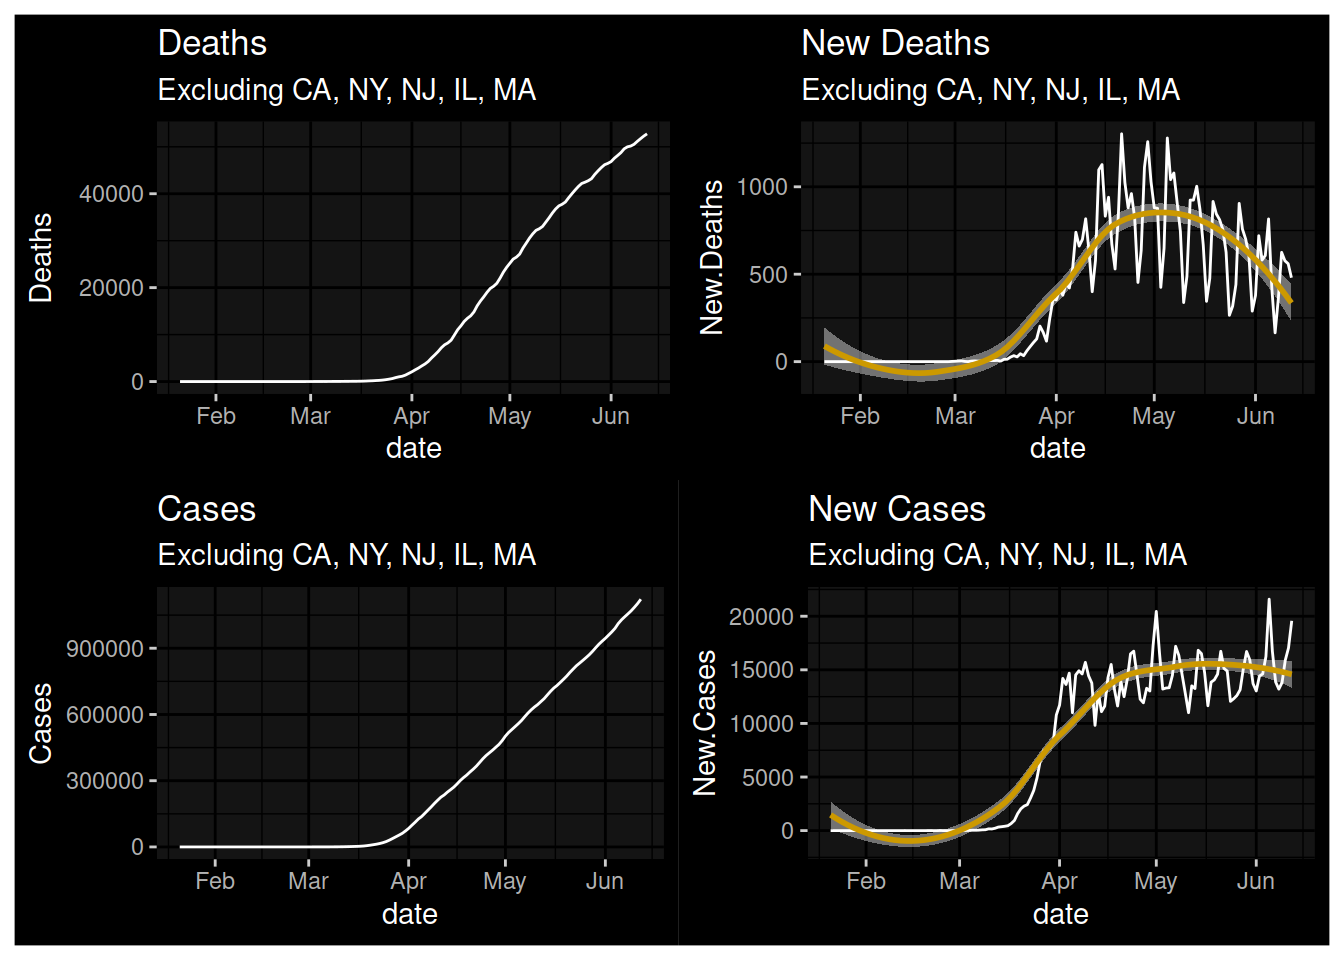 Deaths
Excluding CA, NY, NJ, IL, MA
Deaths
40000
20000
0
Feb Mar Apr May Jun
date
New Deaths
Excluding CA, NY, NJ, IL, MA
New.Deaths
1000
500
0
Feb Mar Apr May Jun
date
Cases
Excluding CA, NY, NJ, IL, MA
Cases
900000
600000
300000
0
Feb Mar Apr May Jun
date
New Cases
Excluding CA, NY, NJ, IL, MA
New.Cases
20000
15000
10000
5000
0
Feb Mar Apr May Jun
date